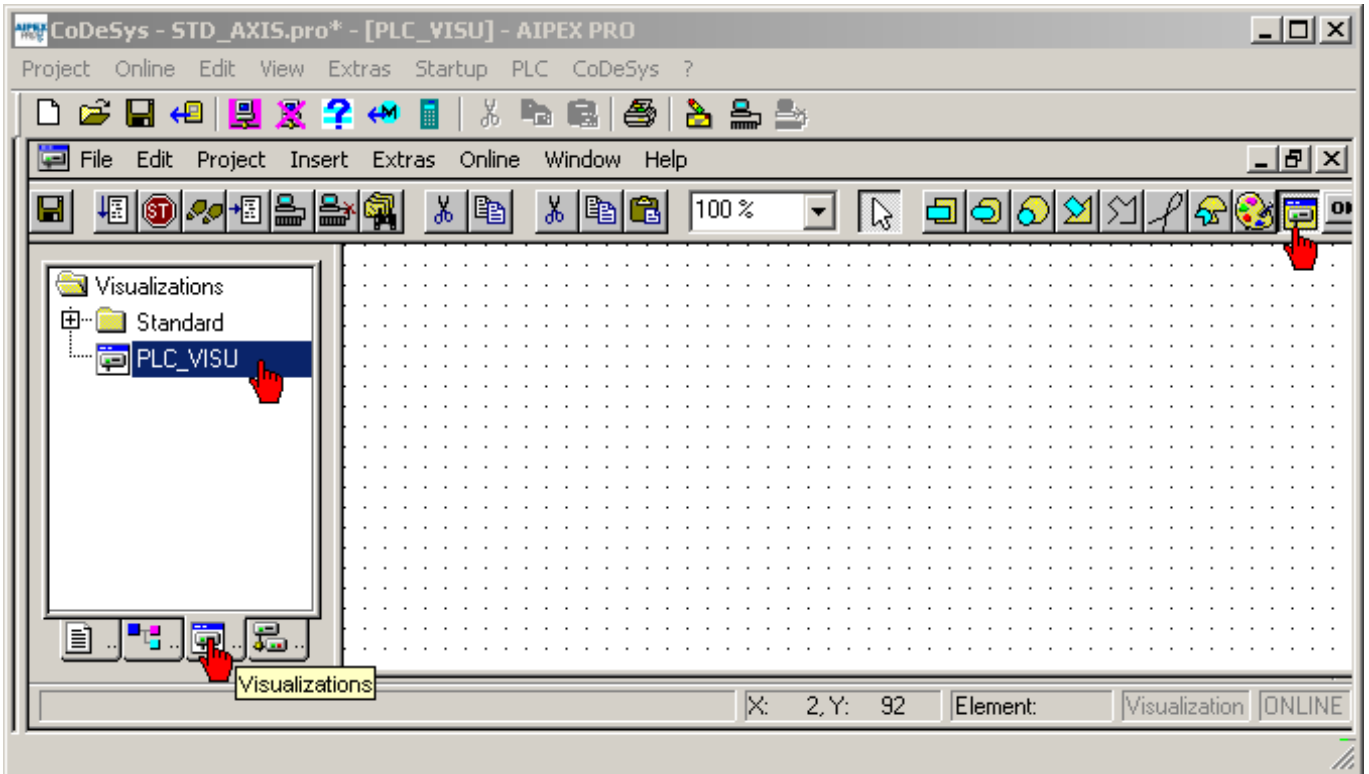 CoDeSys - STD_AXIS.pro* - [PLC_VISU] - AIPEX PRO
Project Online Edit View Extras Startup PLC CoDeSys ?
File Edit Project Insert Extras Online Window Help
ST 100 %
Visualizations
Standard
PLC_VISU
Visualizations
X: 2, Y: 92 Element: Visualization ONLINE